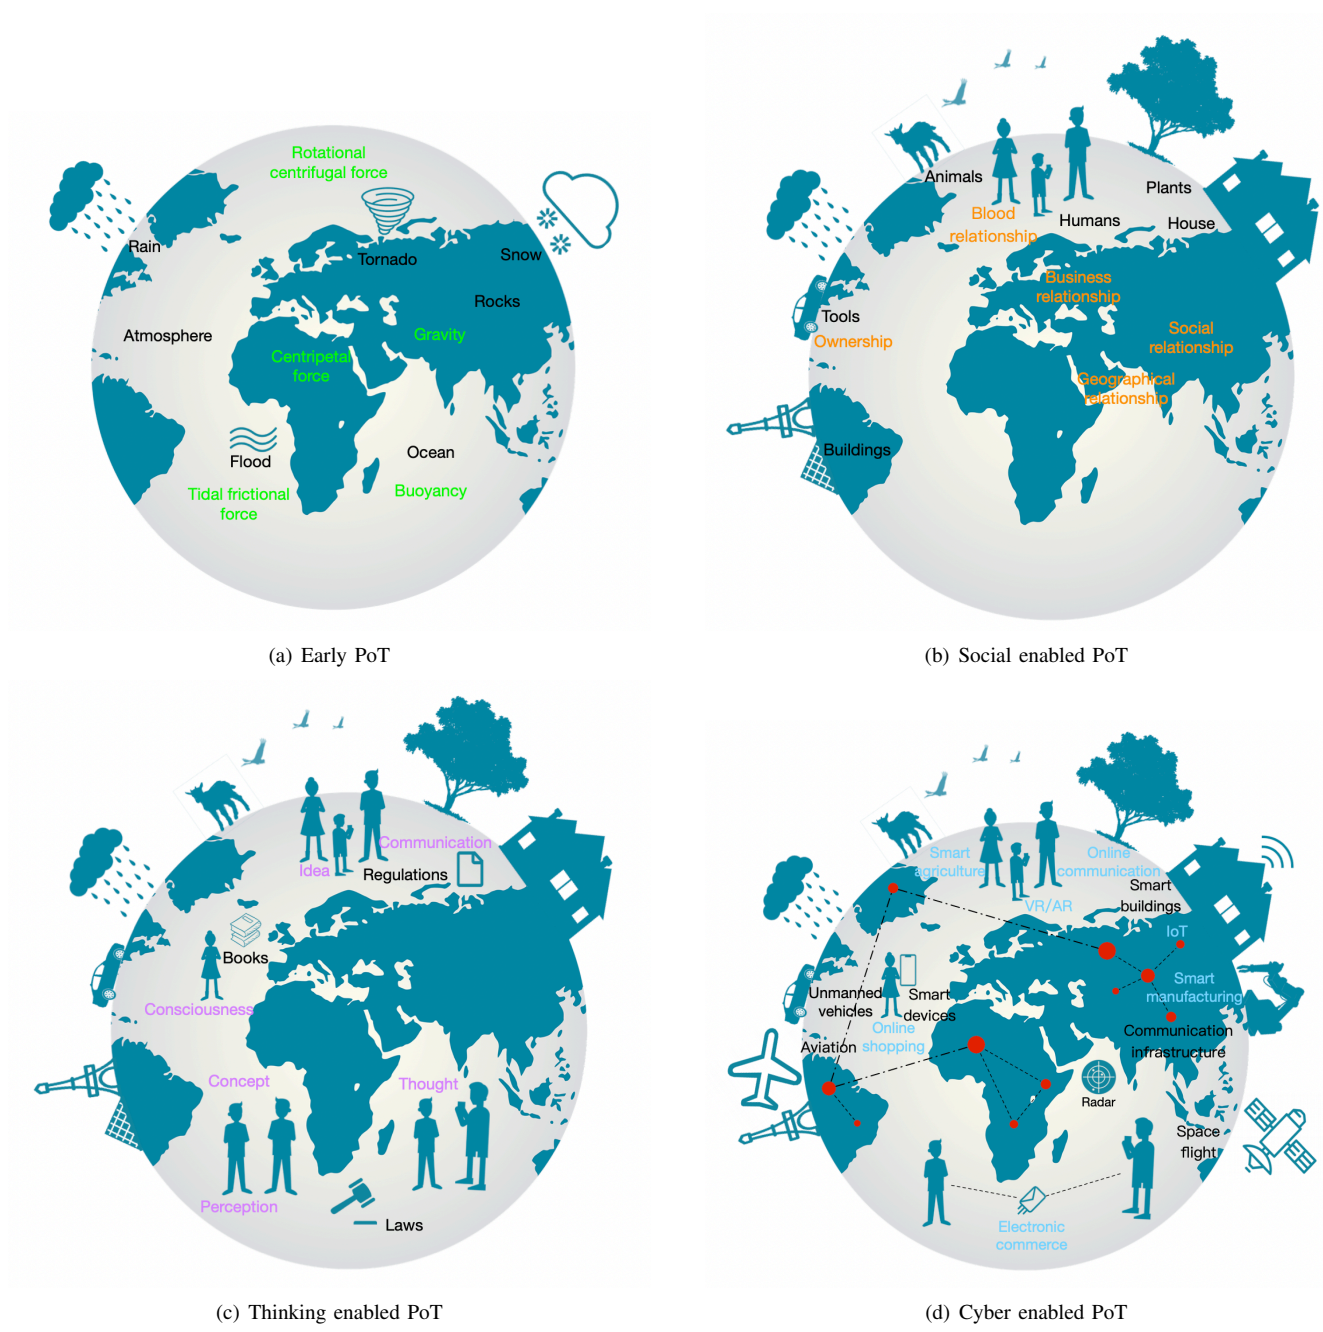 Rotational
centrifugal force
Rain
Tornado
Snow
Rocks
Atmosphere
Gravity
Centripetal
force
Flood
Ocean
Tidal frictional
force
Buoyancy
(a) Early PoT
Animals
Plants
Blood
relationship
Humans
House
Business
relationship
Tools
Ownership
Social
relationship
Geographical
relationship
Buildings
(b) Social enabled PoT
Communication
Idea
Regulations
Books
Consciousness
Concept
Thought
Perception
Laws
(c) Thinking enabled PoT
Smart
agriculture
Online
communication
Smart
buildings
VR/AR
IoT
Smart
manufacturing
Unmanned
vehicles
Smart
devices
Online
shopping
Aviation
Communication
infrastructure
Radar
Space
flight
Electronic
commerce
(d) Cyber enabled PoT